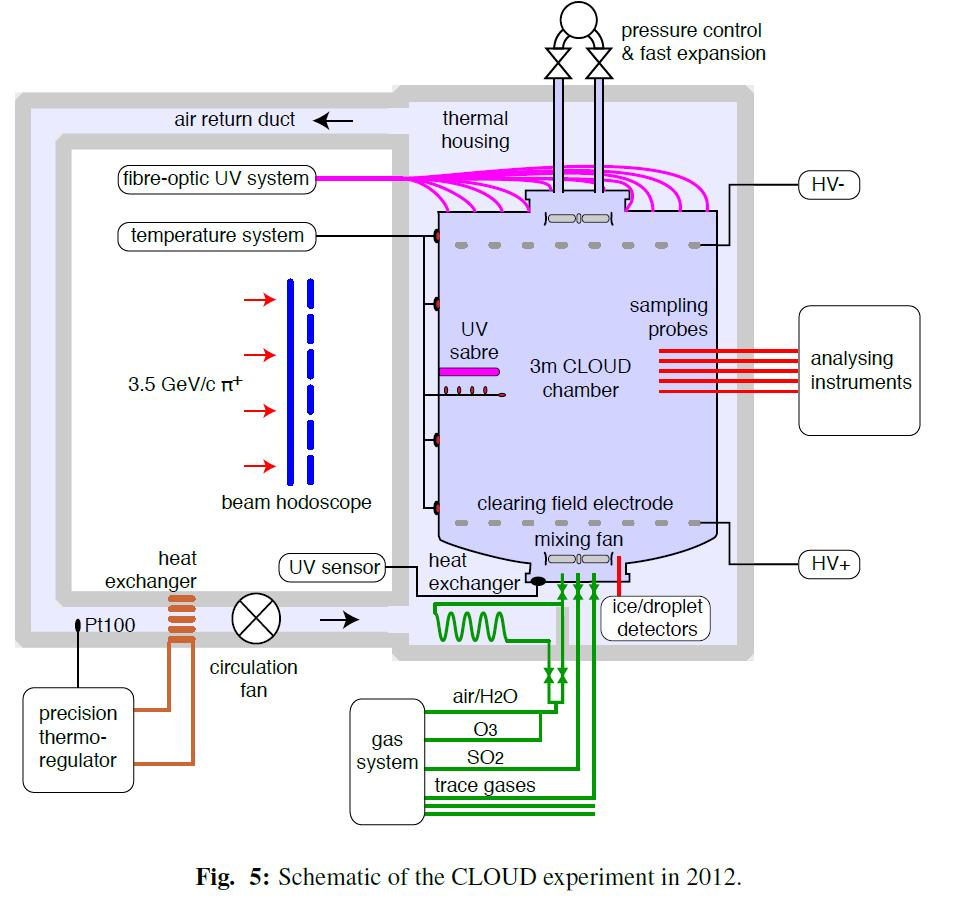 pressure control
& fast expansion
air return duct
thermal
housing
fibre-optic UV system
HV-
temperature system
sampling
probes
UV
sabre
3m CLOUD
chamber
analysing
instruments
3.5 GeV/c π+
beam hodoscope
clearing field electrode
mixing fan
heat
exchanger
UV sensor
heat
exchanger
HV+
Pt100
ice/droplet
detectors
circulation
fan
precision
thermo-
regulator
air/H2O
O3
SO2
trace gases
gas
system
Fig. 5: Schematic of the CLOUD experiment in 2012.